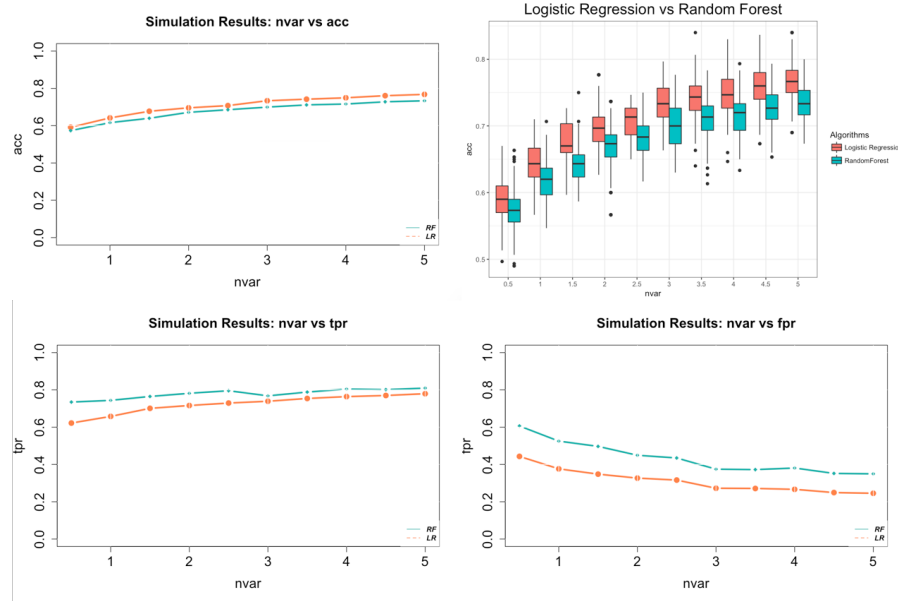 Simulation Results: nvar vs acc
1.0
0.8
0.6
0.4
0.2
0.0
acc
1 2 3 4 5
nvar
RF
LR
Logistic Regression vs Random Forest
0.8
0.7
0.6
0.5
acc
0.5 1 1.5 2 2.5 3 3.5 4 4.5 5
nvar
Algorithms
Logistic Regressio
RandomForest
Simulation Results: nvar vs tpr
1.0
0.8
0.6
0.4
0.2
0.0
tpr
1 2 3 4 5
nvar
RF
LR
Simulation Results: nvar vs fpr
1.0
0.8
0.6
0.4
0.2
0.0
fpr
1 2 3 4 5
nvar
RF
LR